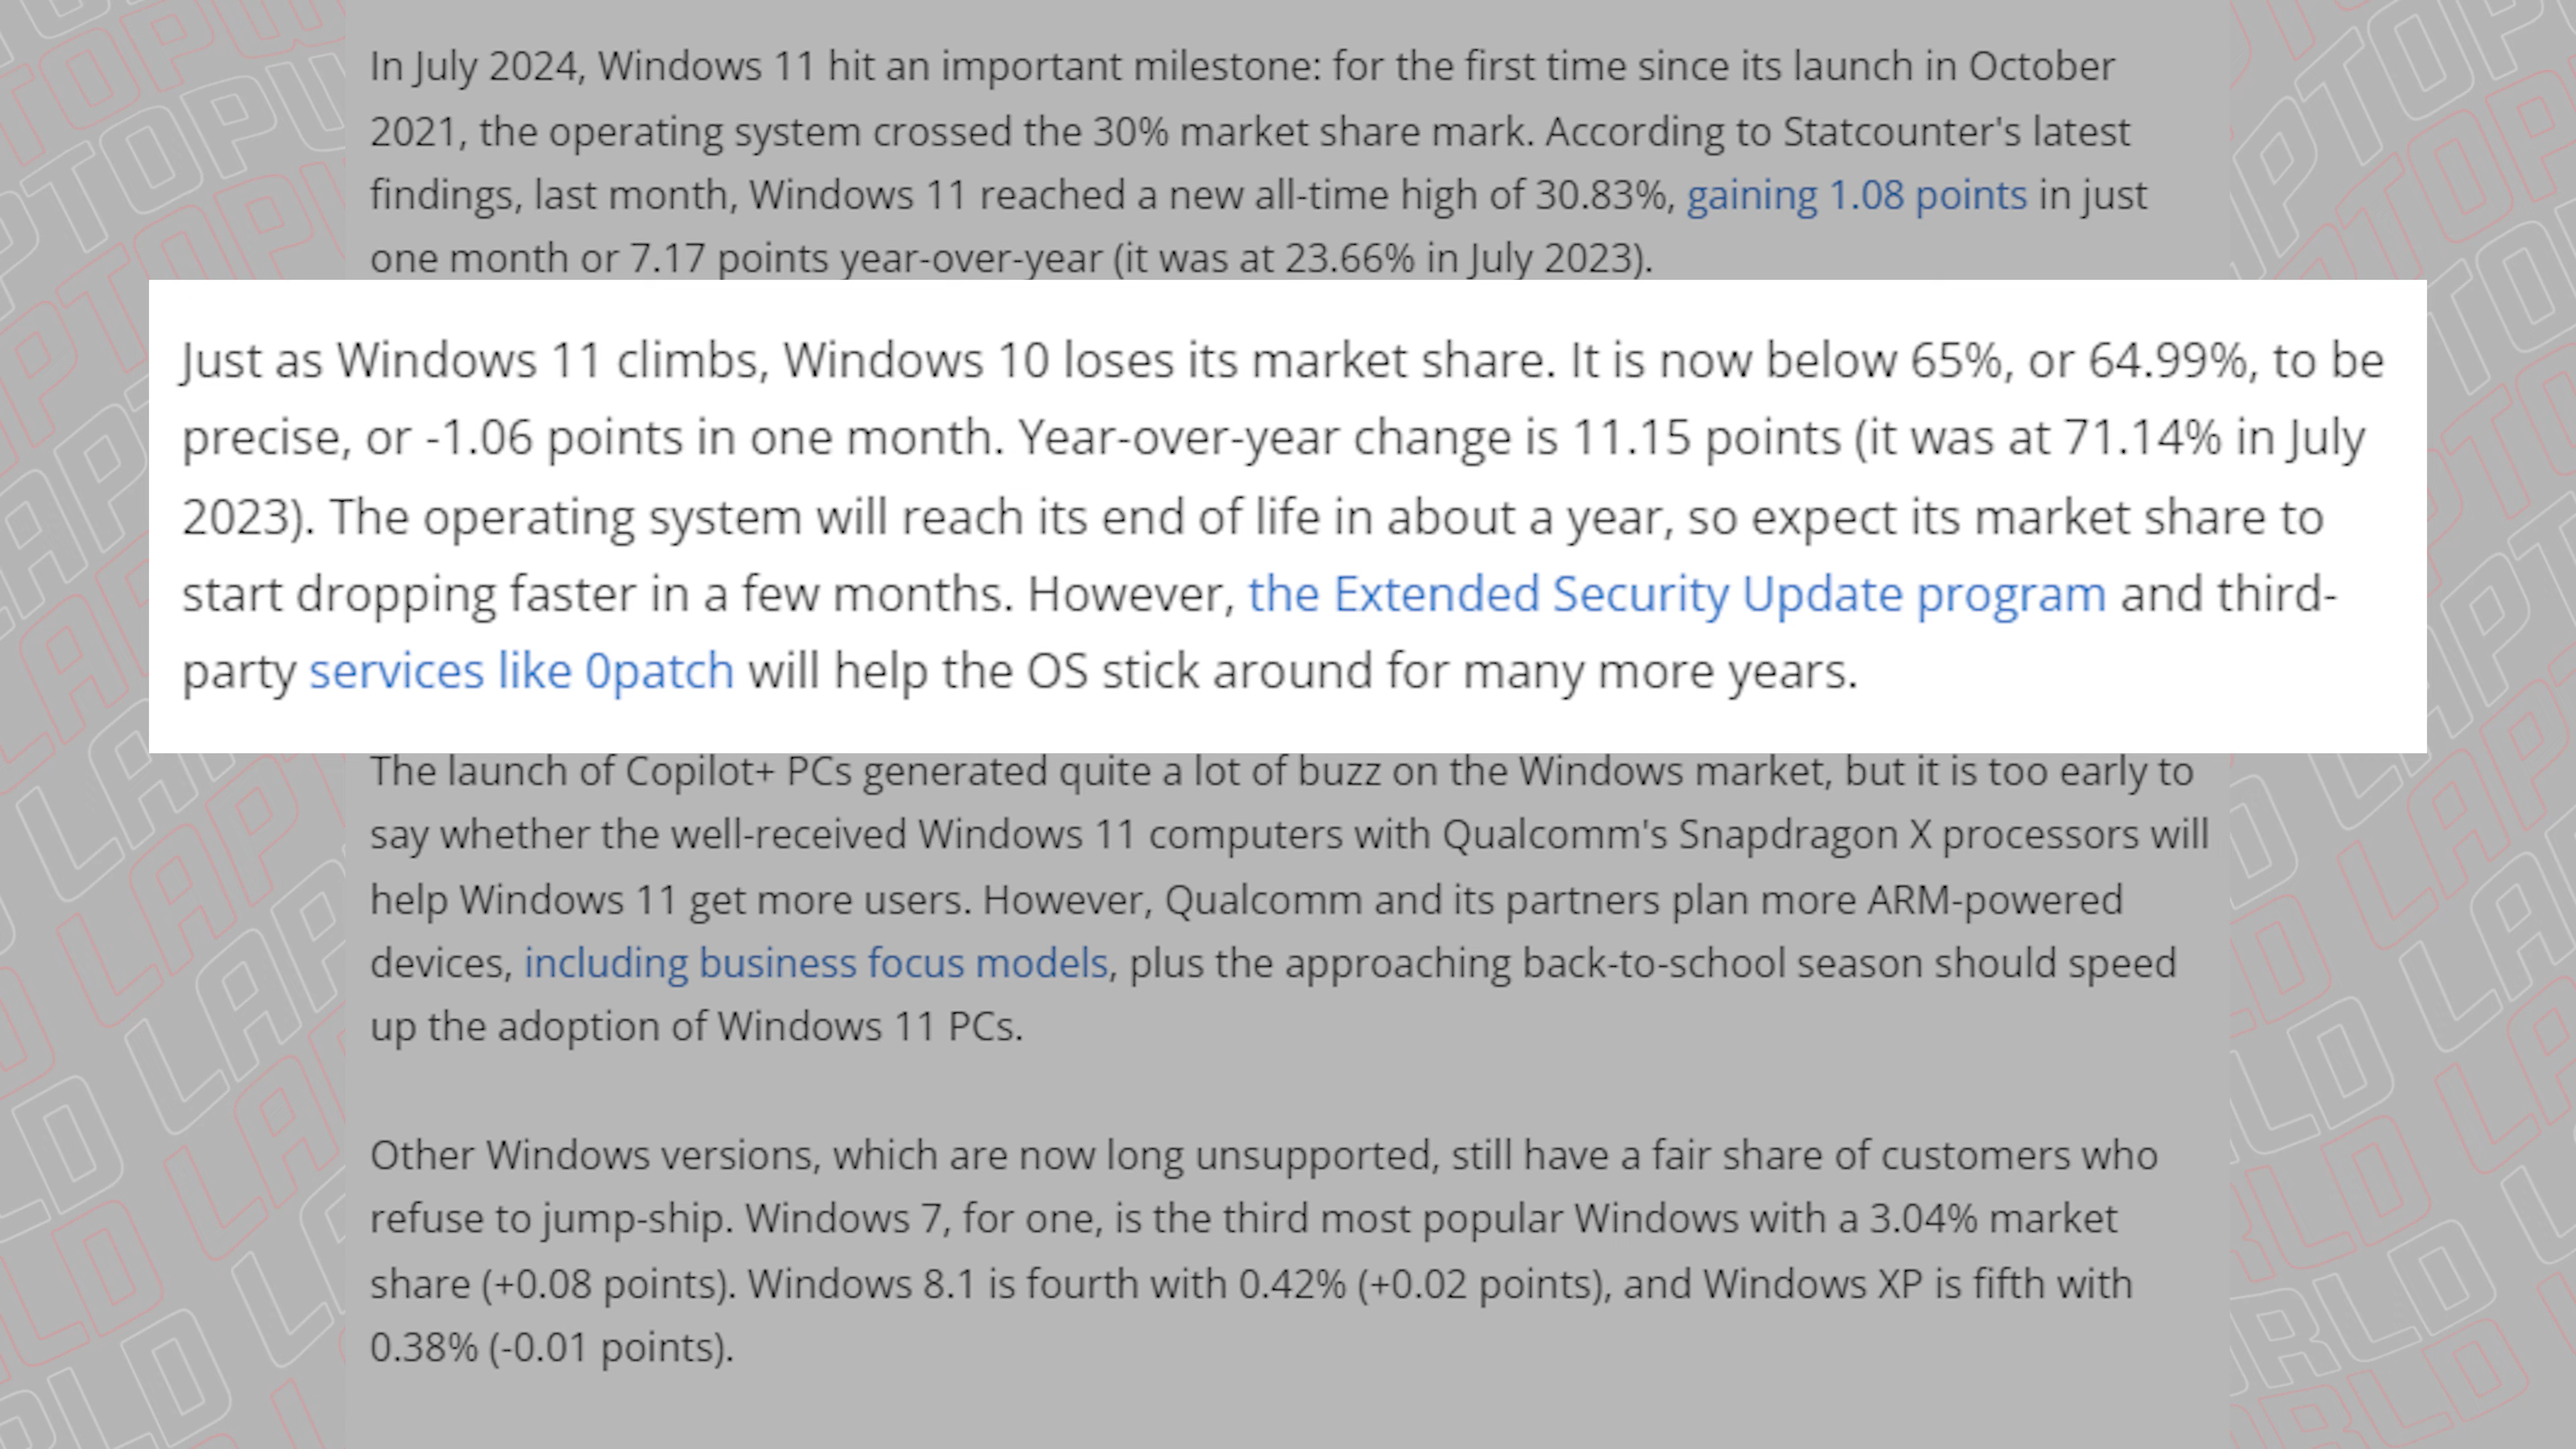 In July 2024, Windows 11 hit an important milestone: for the first time since its launch in October
2021, the operating system crossed the 30% market share mark. According to Statcounter's latest
findings, last month, Windows 11 reached a new all-time high of 30.83%, gaining 1.08 points in just
one month or 7.17 points year-over-year (it was at 23.66% in July 2023).
Just as Windows 11 climbs, Windows 10 loses its market share. It is now below 65%, or 64.99%, to be
precise, or -1.06 points in one month. Year-over-year change is 11.15 points (it was at 71.14% in July
2023). The operating system will reach its end of life in about a year, so expect its market share to
start dropping faster in a few months. However, the Extended Security Update program and third-
party services like 0patch will help the OS stick around for many more years.
The launch of Copilot+ PCs generated quite a lot of buzz on the Windows market, but it is too early to
say whether the well-received Windows 11 computers with Qualcomm's Snapdragon X processors will
help Windows 11 get more users. However, Qualcomm and its partners plan more ARM-powered
devices, including business focus models, plus the approaching back-to-school season should speed
up the adoption of Windows 11 PCs.
Other Windows versions, which are now long unsupported, still have a fair share of customers who
refuse to jump-ship. Windows 7, for one, is the third most popular Windows with a 3.04% market
share (+0.08 points). Windows 8.1 is fourth with 0.42% (+0.02 points), and Windows XP is fifth with
0.38% (-0.01 points).